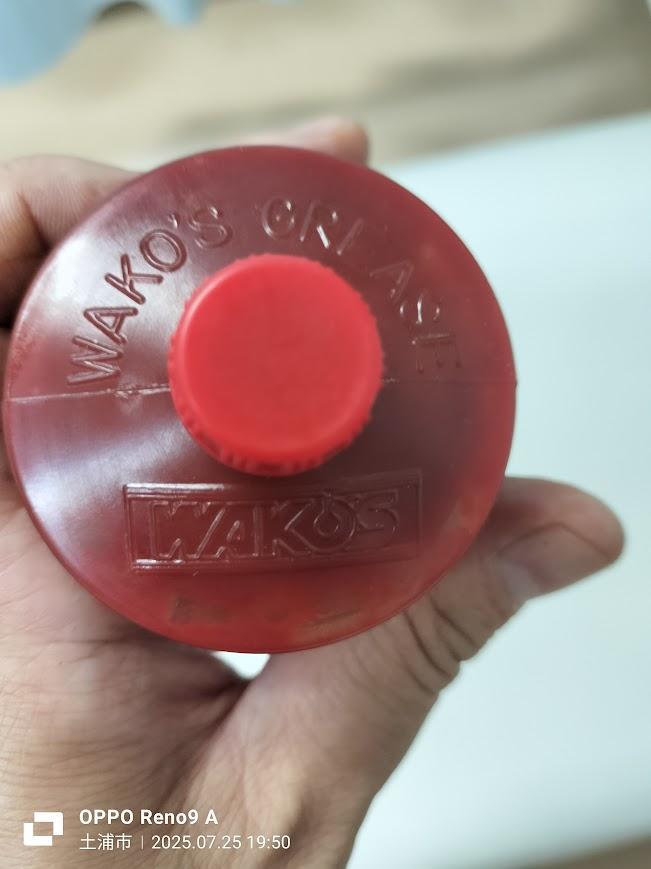 WAKO'S GREASE
WAKO'S
OPPO Reno9 A
土浦市 | 2025.07.25 19:50